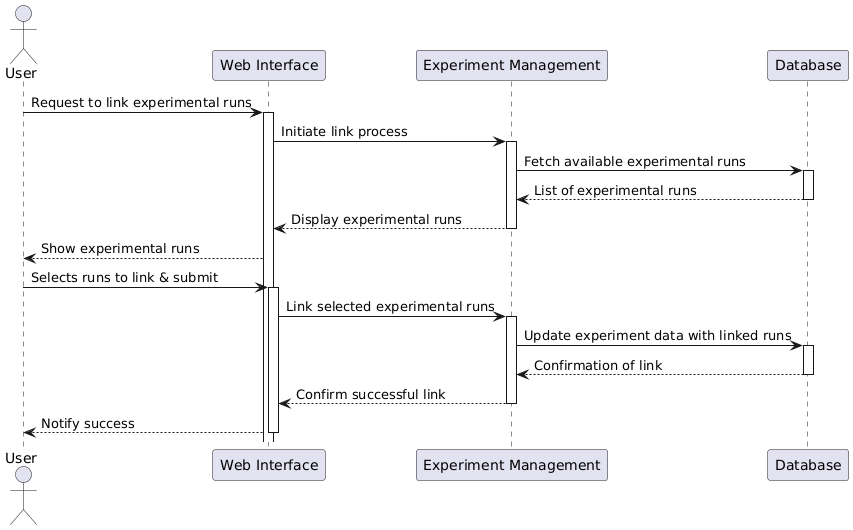 User
Web Interface
Experiment Management
Database
Request to link experimental runs
Initiate link process
Fetch available experimental runs
List of experimental runs
Display experimental runs
Show experimental runs
Selects runs to link & submit
Link selected experimental runs
Update experiment data with linked runs
Confirmation of link
Confirm successful link
Notify success
User
Web Interface
Experiment Management
Database